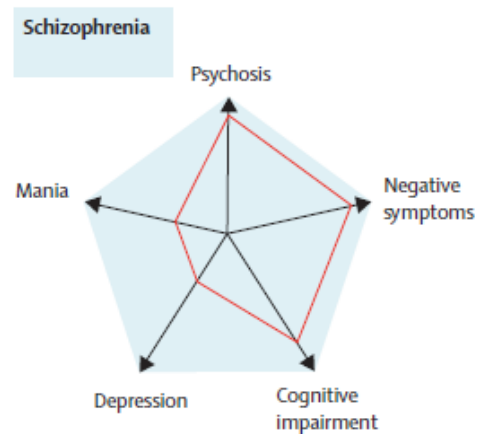 Schizophrenia
Psychosis
Mania
Negative
symptoms
Depression
Cognitive
impairment